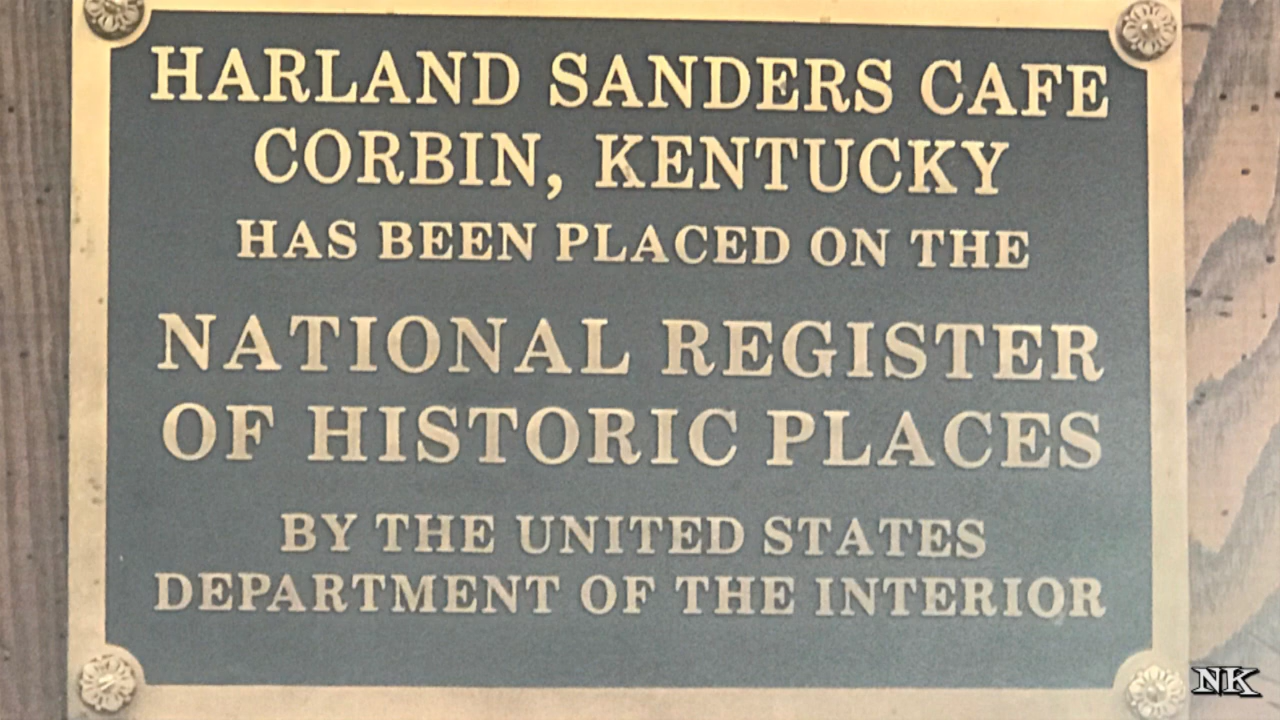 HARLAND SANDERS CAFE
CORBIN, KENTUCKY
HAS BEEN PLACED ON THE
NATIONAL REGISTER
OF HISTORIC PLACES
BY THE UNITED STATES
DEPARTMENT OF THE INTERIOR
NK